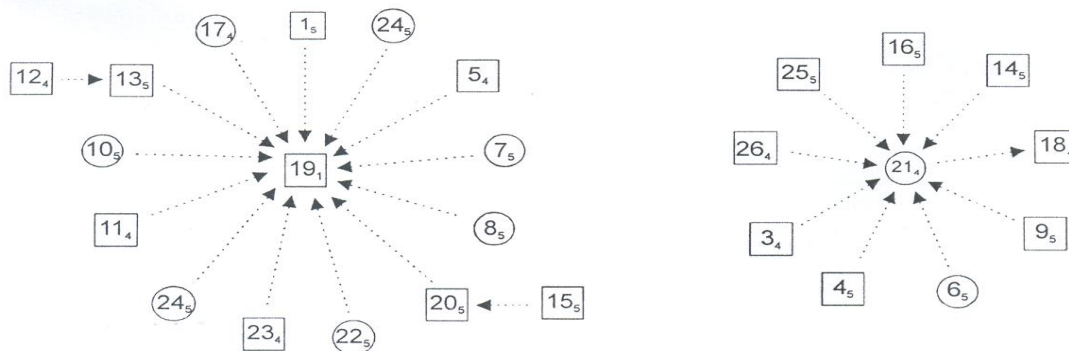 17₄ 1₅ 24₅
12₄ 13₅ 5₄
10₅ 19₁ 7₅
11₄ 8₅
24₅ 23₄ 22₅ 20₅ 15₅
16₅
25₅ 14₅
26₄ 21₄ 18
3₄ 9₅
4₅ 6₅